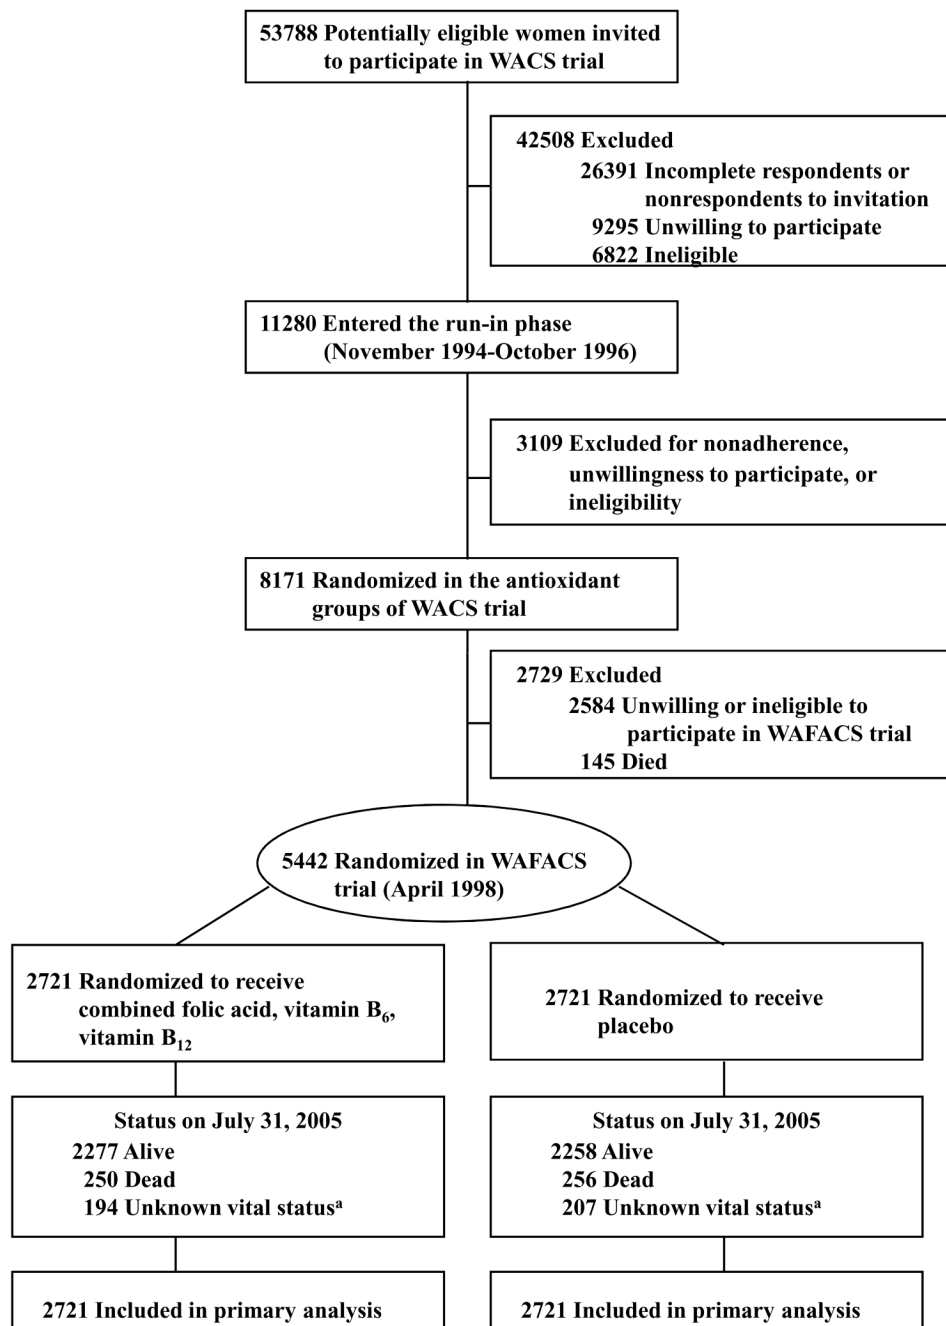 53788 Potentially eligible women invited
to participate in WACS trial
42508 Excluded
26391 Incomplete respondents or
nonrespondents to invitation
9295 Unwilling to participate
6822 Ineligible
11280 Entered the run-in phase
(November 1994-October 1996)
3109 Excluded for nonadherence,
unwillingness to participate, or
ineligibility
8171 Randomized in the antioxidant
groups of WACS trial
2729 Excluded
2584 Unwilling or ineligible to
participate in WAFACS trial
145 Died
5442 Randomized in WAFACS
trial (April 1998)
2721 Randomized to receive
combined folic acid, vitamin B₆,
vitamin B₁₂
2721 Randomized to receive
placebo
Status on July 31, 2005
2277 Alive
250 Dead
194 Unknown vital statusᵃ
Status on July 31, 2005
2258 Alive
256 Dead
207 Unknown vital statusᵃ
2721 Included in primary analysis
2721 Included in primary analysis